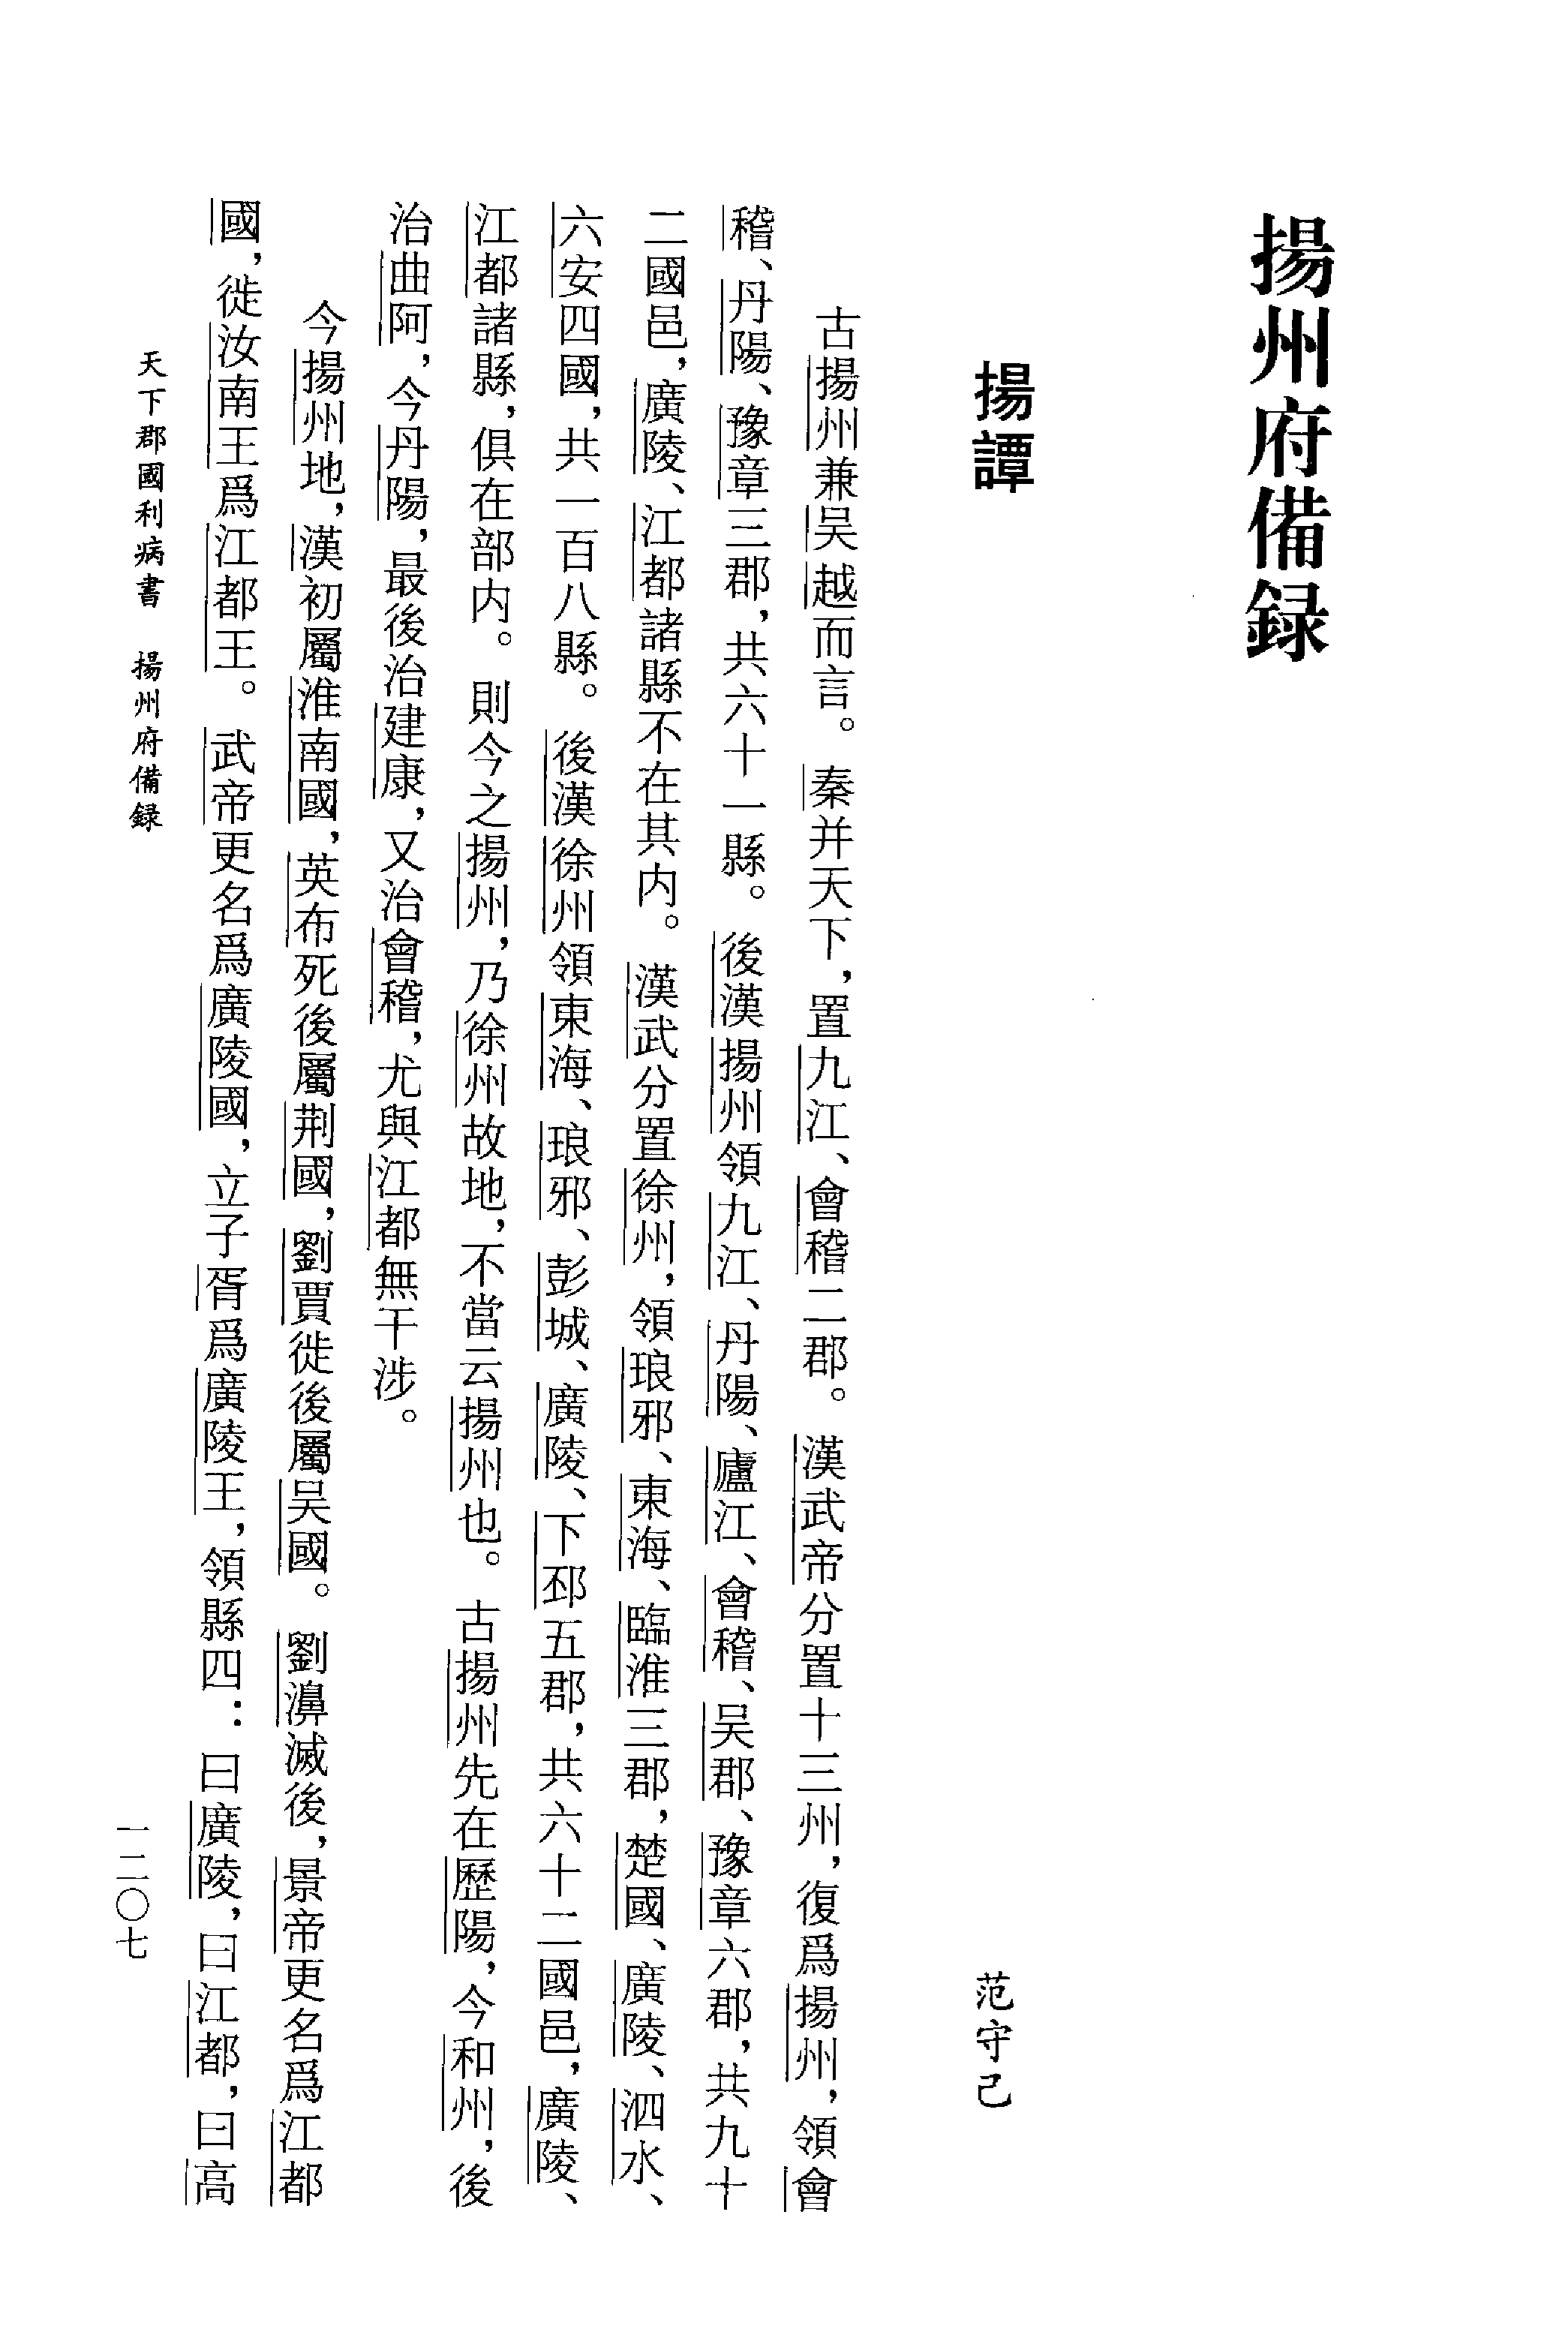 揚州府備録
揚譚
范守己
古揚州兼吴越而言。秦并天下，置九江、會稽二郡。漢武帝分置十三州，復爲揚州，領會
稽、丹陽、豫章三郡，共六十一縣。後漢揚州領九江、丹陽、廬江、會稽、吴郡、豫章六郡，共九十
二國邑，廣陵、江都諸縣不在其内。漢武分置徐州，領琅邪、東海、臨淮三郡，楚國、廣陵、泗水、
六安四國，共一百八縣。後漢徐州領東海、琅邪、彭城、廣陵、下邳五郡，共六十二國邑，廣陵、
江都諸縣，俱在部内。則今之揚州，乃徐州故地，不當云揚州也。古揚州先在歷陽，今和州，後
治曲阿，今丹陽，最後治建康，又治會稽，尤與江都無干涉。
今揚州地，漢初屬淮南國，英布死後屬荆國，劉賈徙後屬吴國。劉濞滅後，景帝更名爲江都
國，徙汝南王爲江都王。武帝更名爲廣陵國，立子胥爲廣陵王，領縣四：曰廣陵，曰江都，曰高
天下郡國利病書　揚州府備録
一二〇七